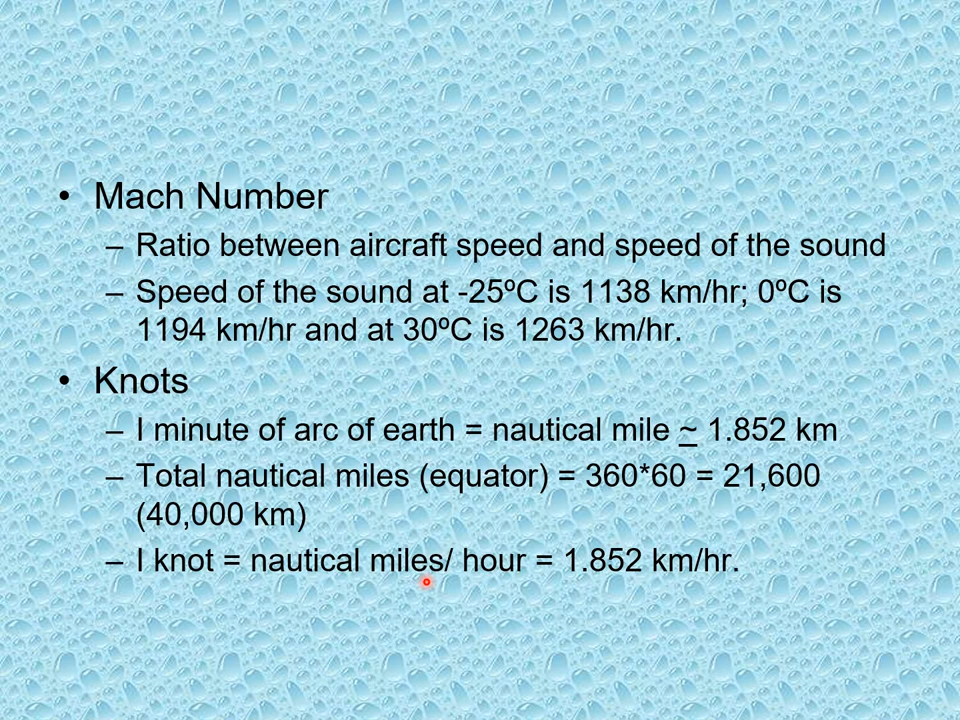 • Mach Number
– Ratio between aircraft speed and speed of the sound
– Speed of the sound at -25ºC is 1138 km/hr; 0ºC is
1194 km/hr and at 30ºC is 1263 km/hr.
• Knots
– I minute of arc of earth = nautical mile ~ 1.852 km
– Total nautical miles (equator) = 360*60 = 21,600
(40,000 km)
– I knot = nautical miles/ hour = 1.852 km/hr.